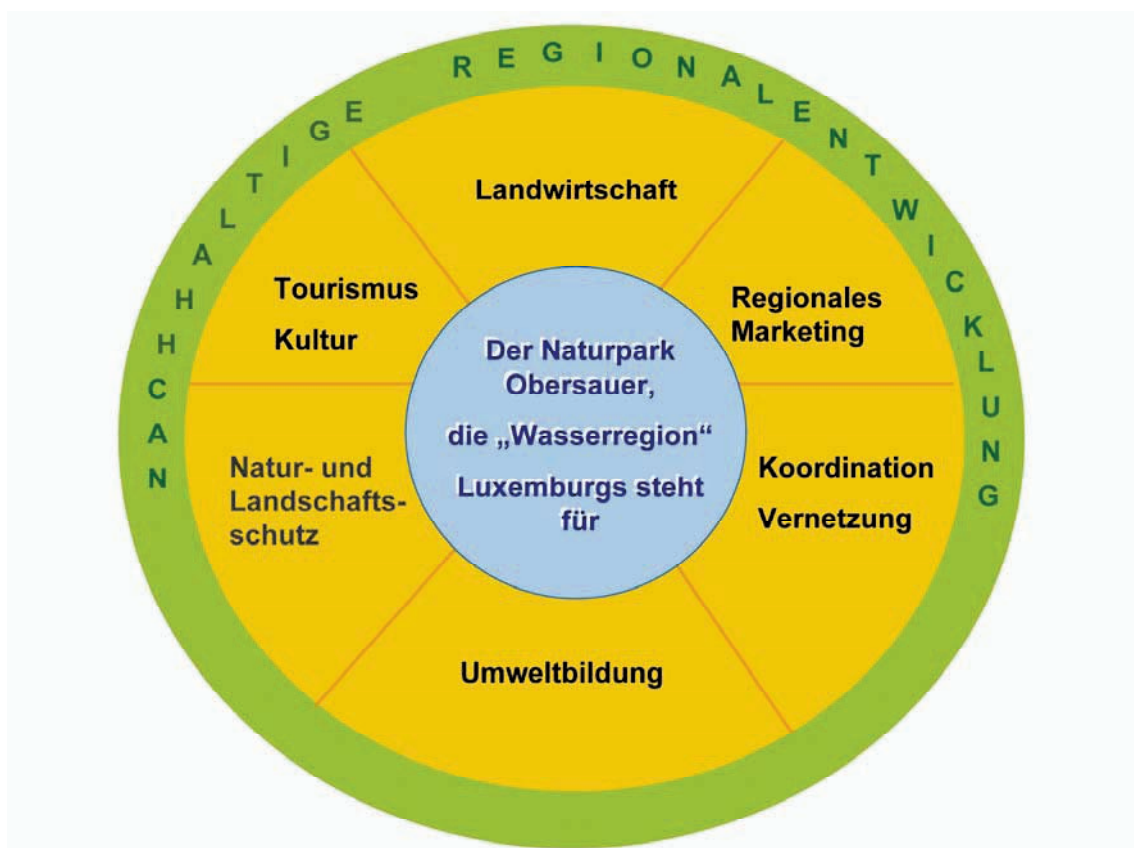 NACHHALTIGE REGIONALENTWICKLUNG
Landwirtschaft
Tourismus
Kultur
Regionales
Marketing
Der Naturpark
Obersauer,
die „Wasserregion“
Luxemburgs steht
für
Natur- und
Landschafts-
schutz
Koordination
Vernetzung
Umweltbildung